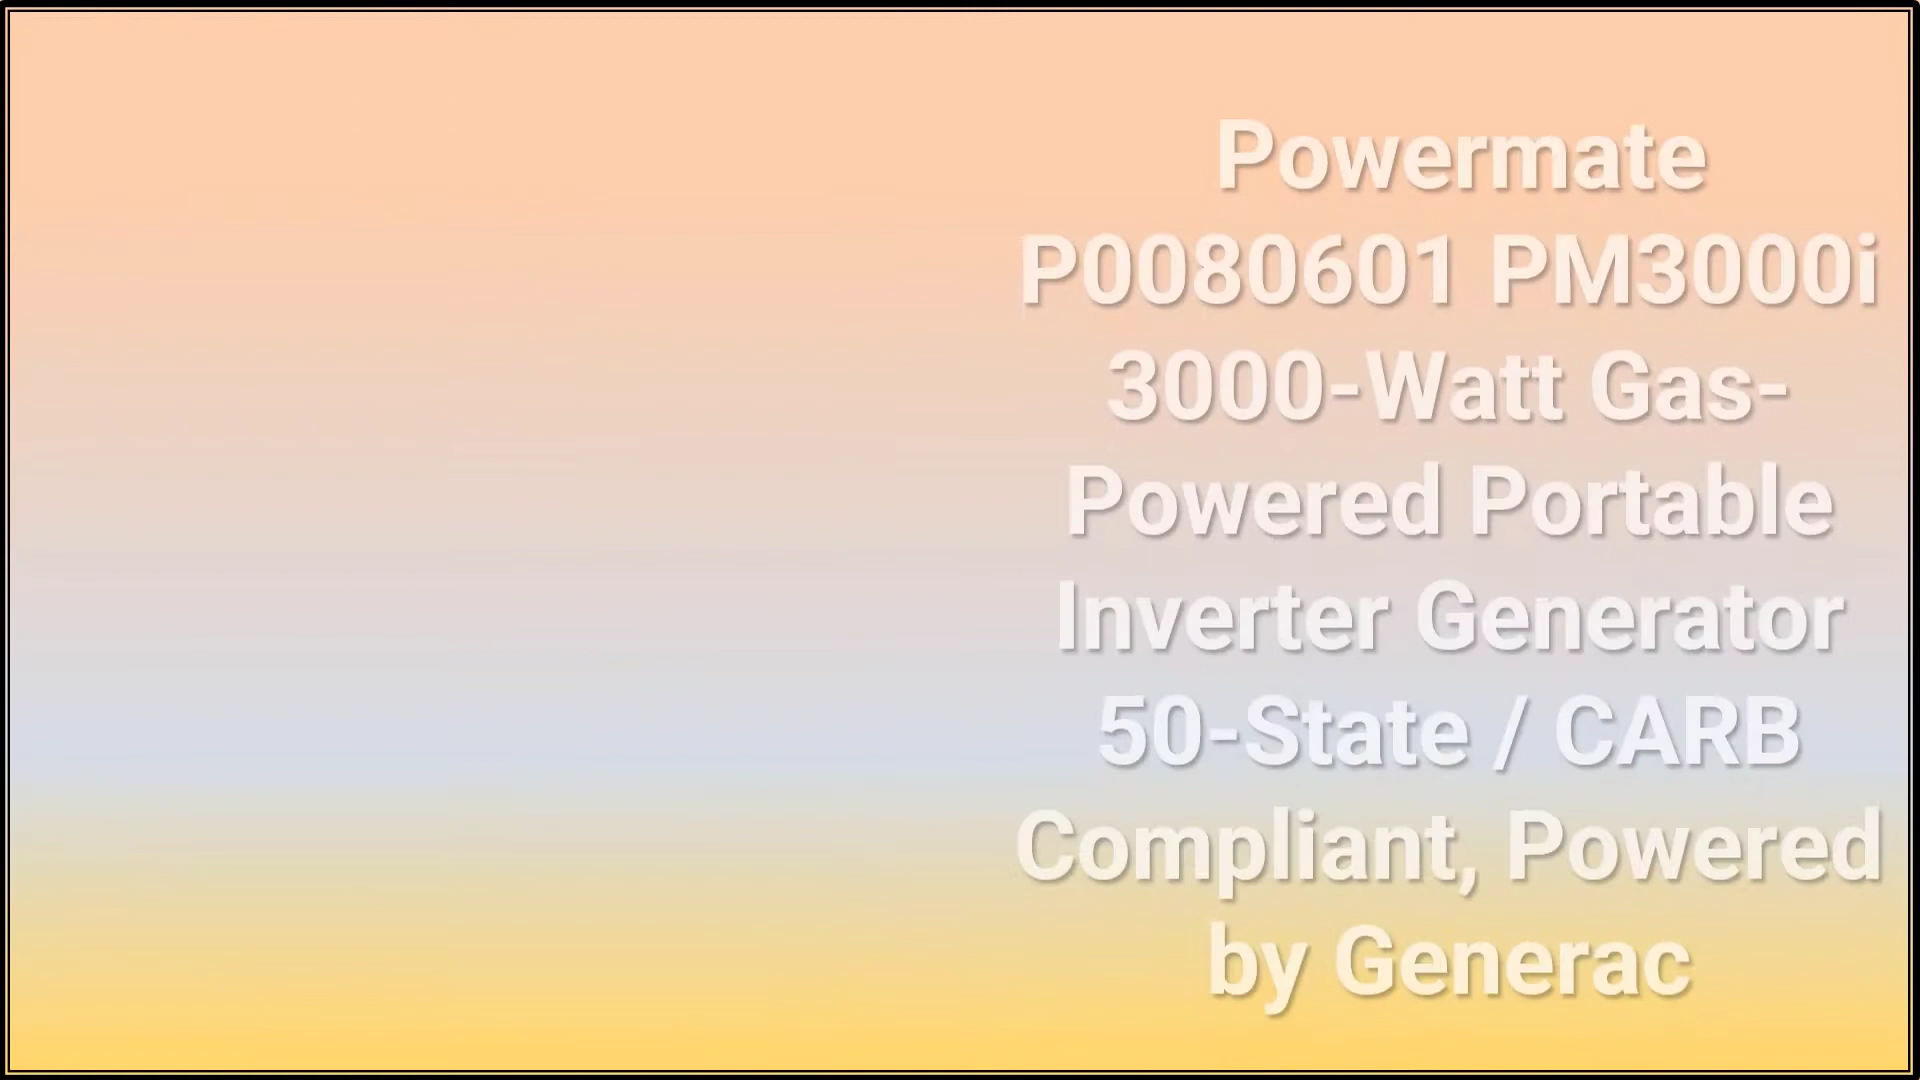 Powermate
P0080601 PM3000i
3000-Watt Gas-
Powered Portable
Inverter Generator
50-State / CARB
Compliant, Powered
by Generac